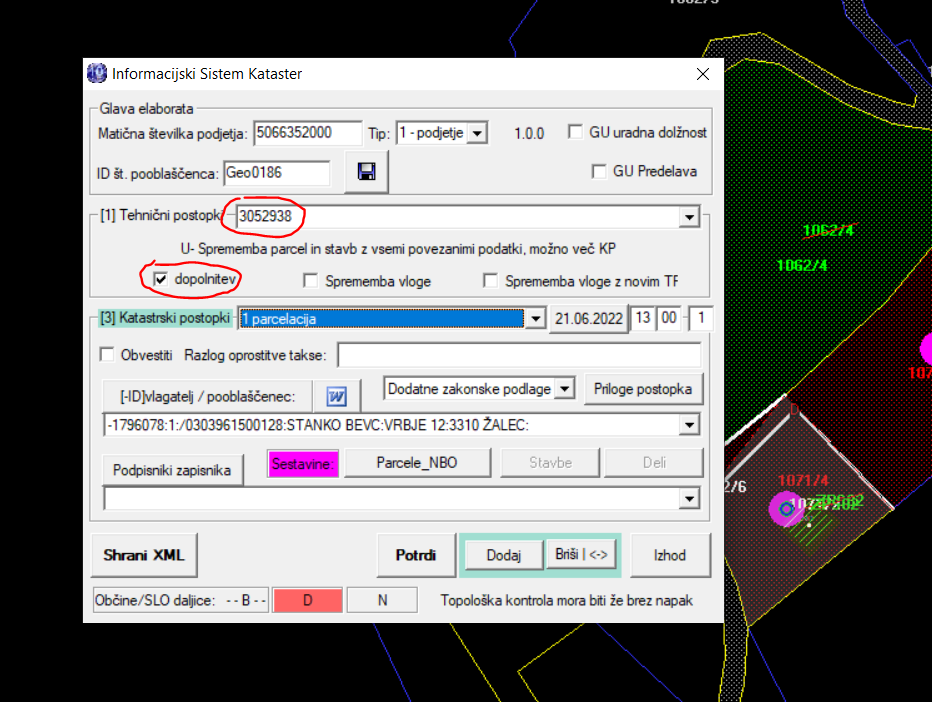 Informacijski Sistem Kataster
Glava elaborata
Matična številka podjetja: 5066352000 Tip: 1 - podjetje 1.0.0 GU uradna dolžnost
ID št. pooblaščenca: Geo0186 GU Predelava
[1] Tehnični postopki 3052938
U- Sprememba parcel in stavb z vsemi povezanimi podatki, možno več KP
dopolnitev Sprememba vloge Sprememba vloge z novim TF
[3] Katastrski postopki 1 parcelacija 21.06.2022 13 00 - 1
Obvestiti Razlog oprostitve takse:
[-ID]vlagatelj / pooblaščenec: W Dodatne zakonske podlage Priloge postopka
-1796078:1:/0303961500128:STANKO BEVC:VRBJE 12:3310 ŽALEC:
Podpisniki zapisnika Sestavine: Parcele_NBO Stavbe Deli
Shrani XML Potrdi Dodaj Briši | <-> Izhod
Občine/SLO daljice: - - B - - D N Topološka kontrola mora biti že brez napak
1062/4
1062/4
2/6
1071/4